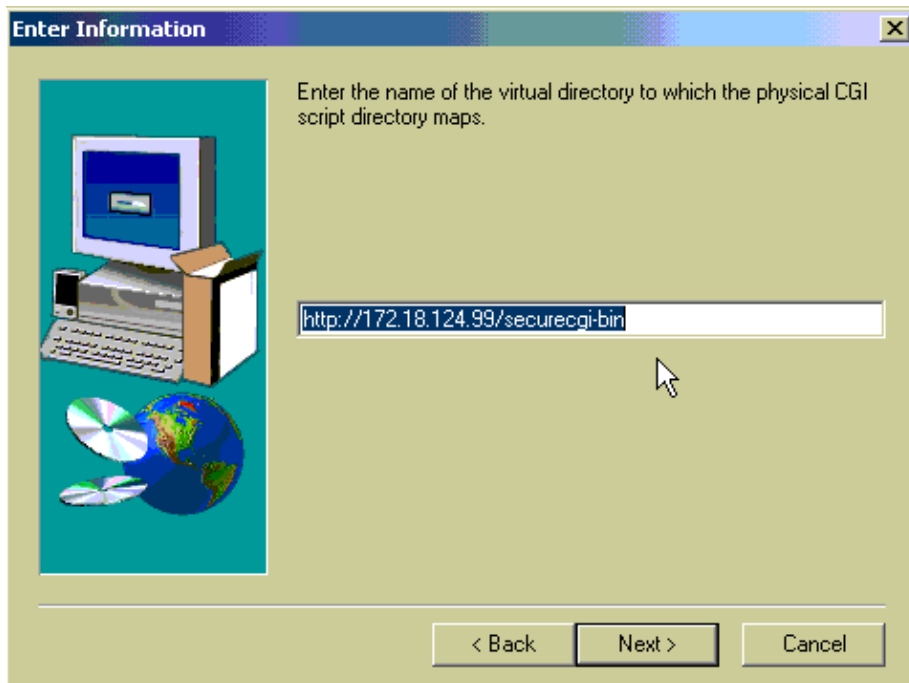 Enter Information
Enter the name of the virtual directory to which the physical CGI
script directory maps.
http://172.18.124.99/securecgi-bin
< Back
Next >
Cancel